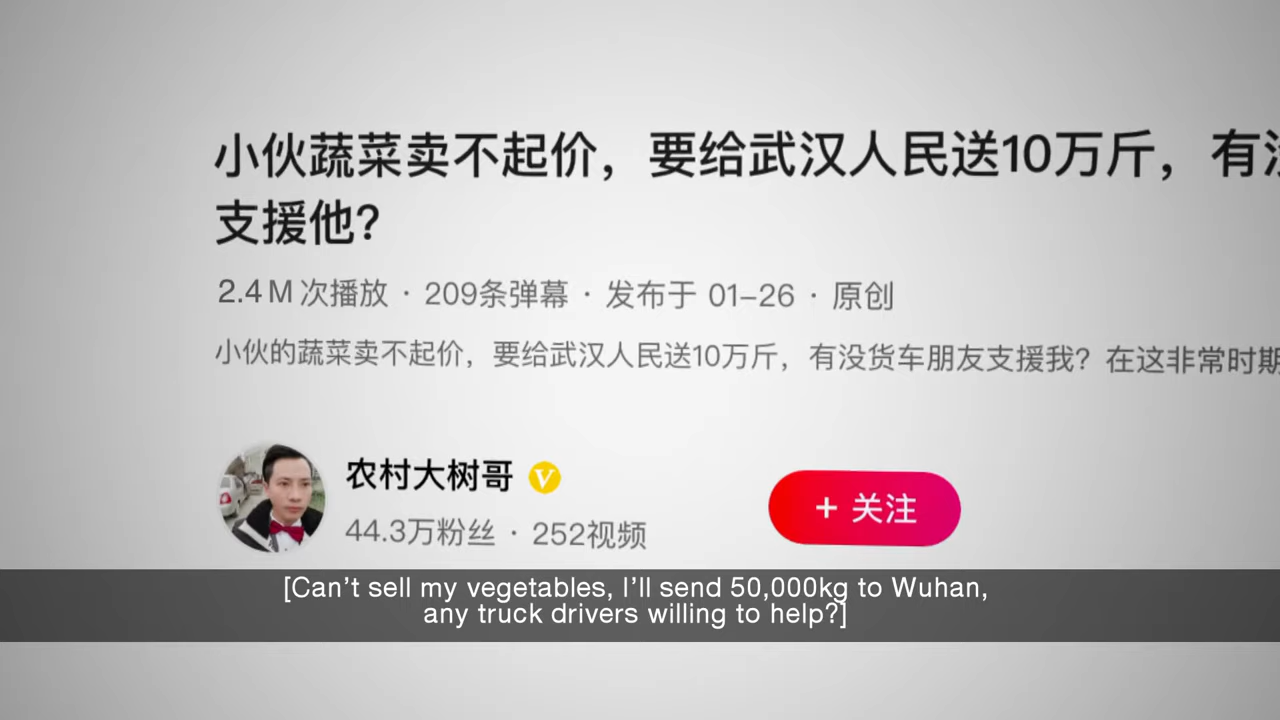 小伙蔬菜卖不起价，要给武汉人民送10万斤，有
支援他？
2.4M次播放 · 209条弹幕 · 发布于 01-26 · 原创
小伙的蔬菜卖不起价，要给武汉人民送10万斤，有没货车朋友支援我？在这非常时期
农村大树哥
44.3万粉丝 · 252视频
+ 关注
[Can't sell my vegetables, I'll send 50,000kg to Wuhan,
any truck drivers willing to help?]